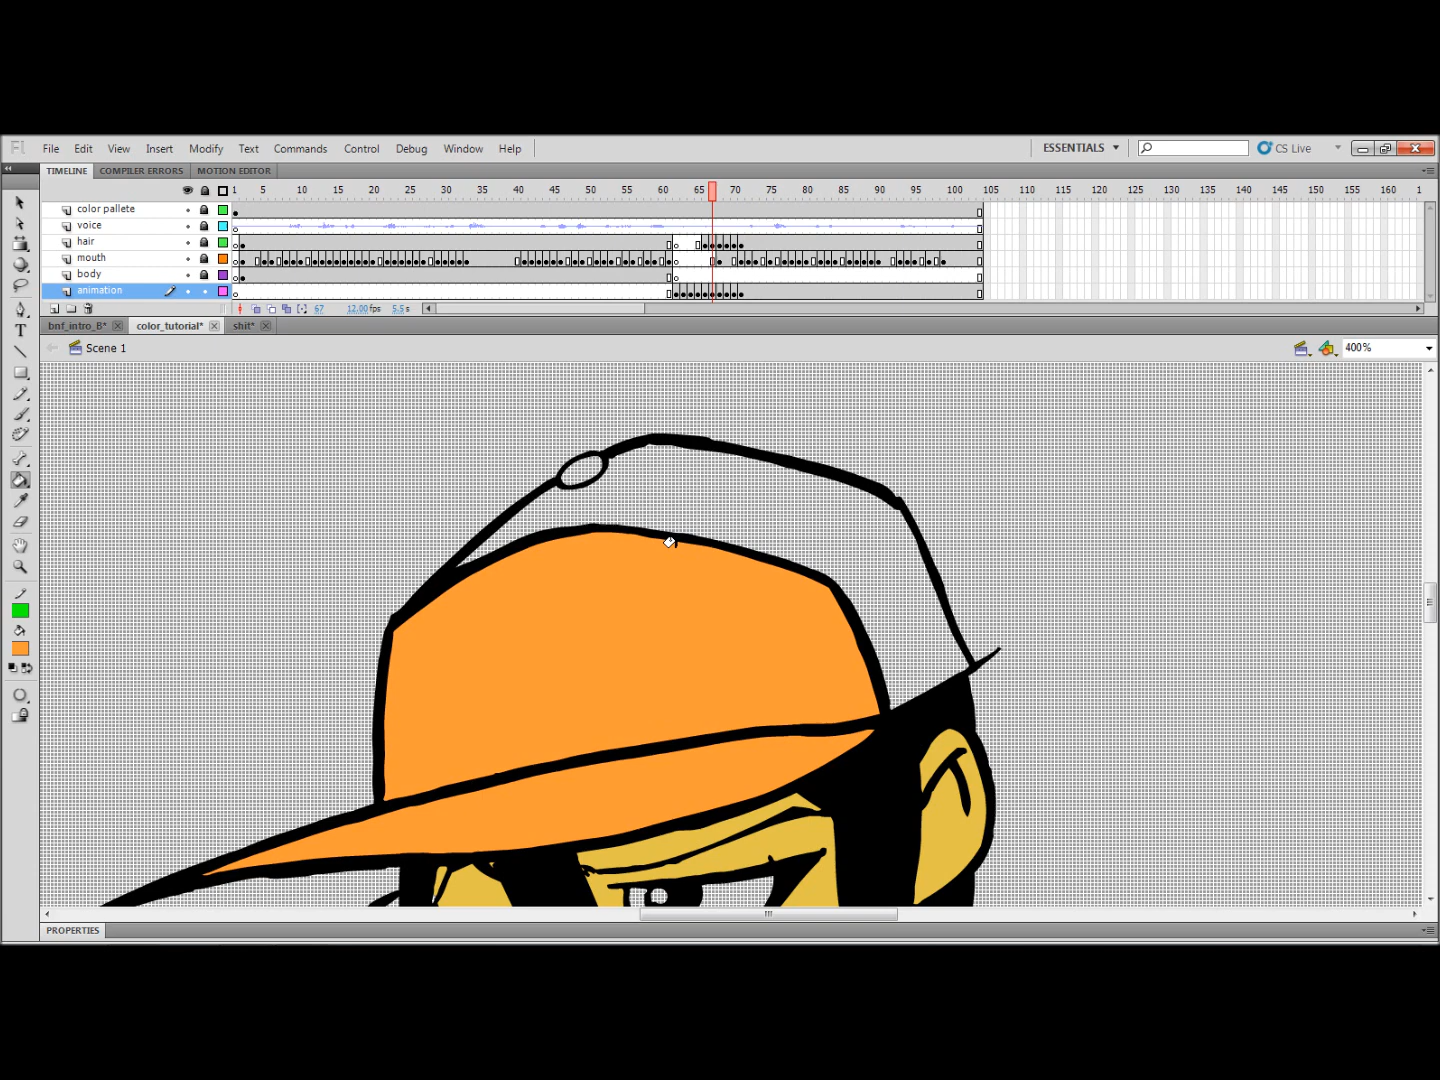 Fl File Edit View Insert Modify Text Commands Control Debug Window Help ESSENTIALS CS Live
TIMELINE COMPILER ERRORS MOTION EDITOR
1 5 10 15 20 25 30 35 40 45 50 55 60 65 70 75 80 85 90 95 100 105 110 115 120 125 130 135 140 145 150 155 160 1
color pallete
voice
hair
mouth
body
animation
67 12.00 fps 5.5 s
bnf_intro_B* color_tutorial* shit*
Scene 1 400%
T
PROPERTIES